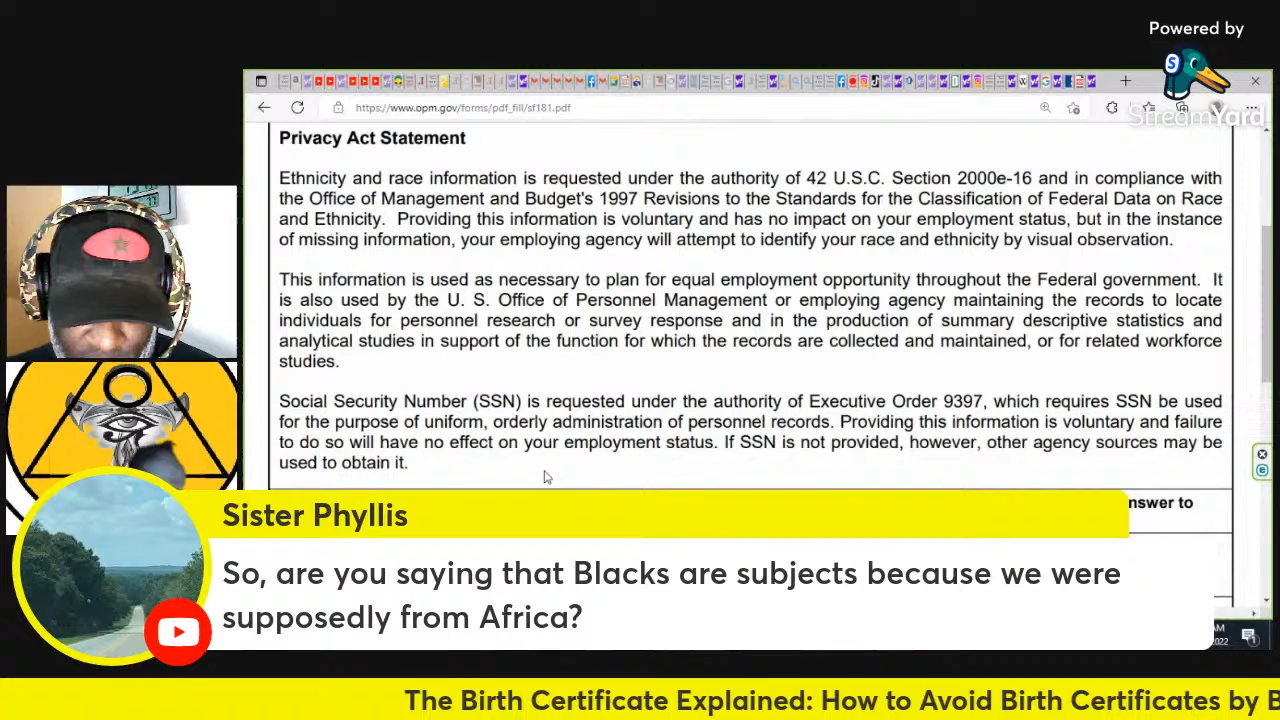 Powered by
StreamYard
https://www.opm.gov/forms/pdf_fill/sf181.pdf
Privacy Act Statement
Ethnicity and race information is requested under the authority of 42 U.S.C. Section 2000e-16 and in compliance with
the Office of Management and Budget's 1997 Revisions to the Standards for the Classification of Federal Data on Race
and Ethnicity. Providing this information is voluntary and has no impact on your employment status, but in the instance
of missing information, your employing agency will attempt to identify your race and ethnicity by visual observation.
This information is used as necessary to plan for equal employment opportunity throughout the Federal government. It
is also used by the U. S. Office of Personnel Management or employing agency maintaining the records to locate
individuals for personnel research or survey response and in the production of summary descriptive statistics and
analytical studies in support of the function for which the records are collected and maintained, or for related workforce
studies.
Social Security Number (SSN) is requested under the authority of Executive Order 9397, which requires SSN be used
for the purpose of uniform, orderly administration of personnel records. Providing this information is voluntary and failure
to do so will have no effect on your employment status. If SSN is not provided, however, other agency sources may be
used to obtain it.
nswer to
Sister Phyllis
So, are you saying that Blacks are subjects because we were
supposedly from Africa?
AM
2022
The Birth Certificate Explained: How to Avoid Birth Certificates by B